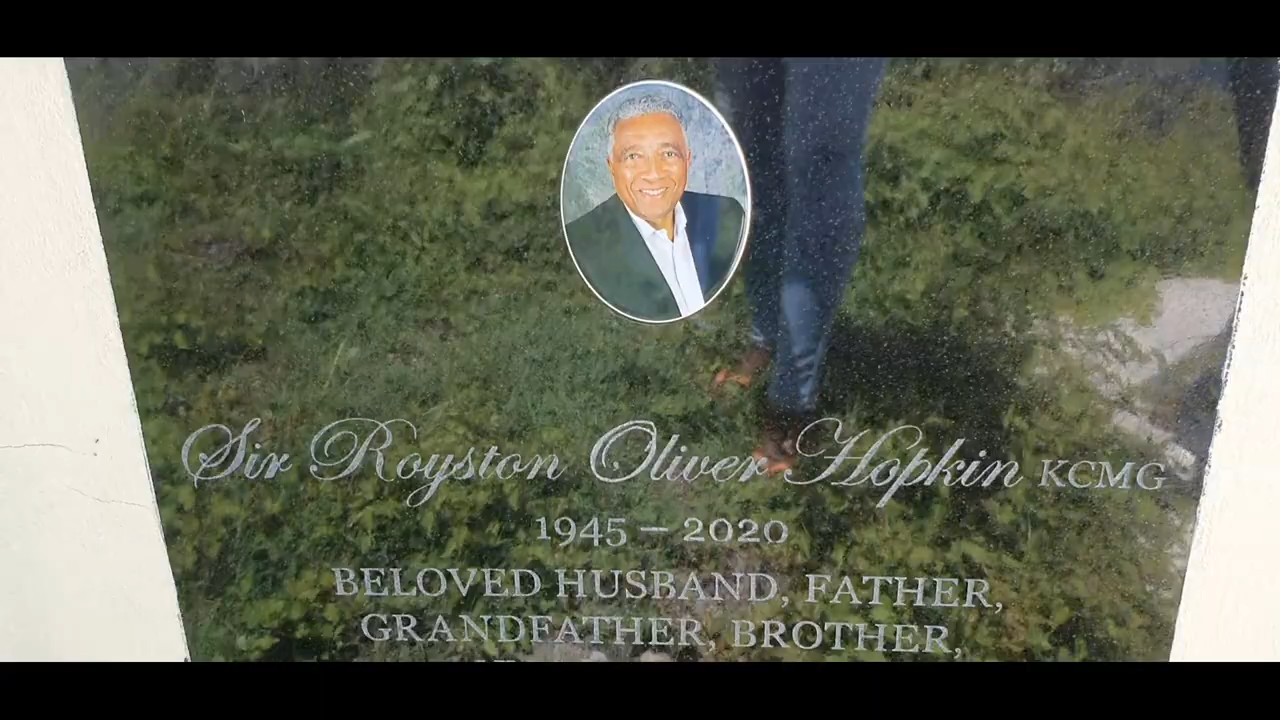 Sir Royston Oliver Hopkin KCMG
1945 – 2020
BELOVED HUSBAND, FATHER,
GRANDFATHER, BROTHER,